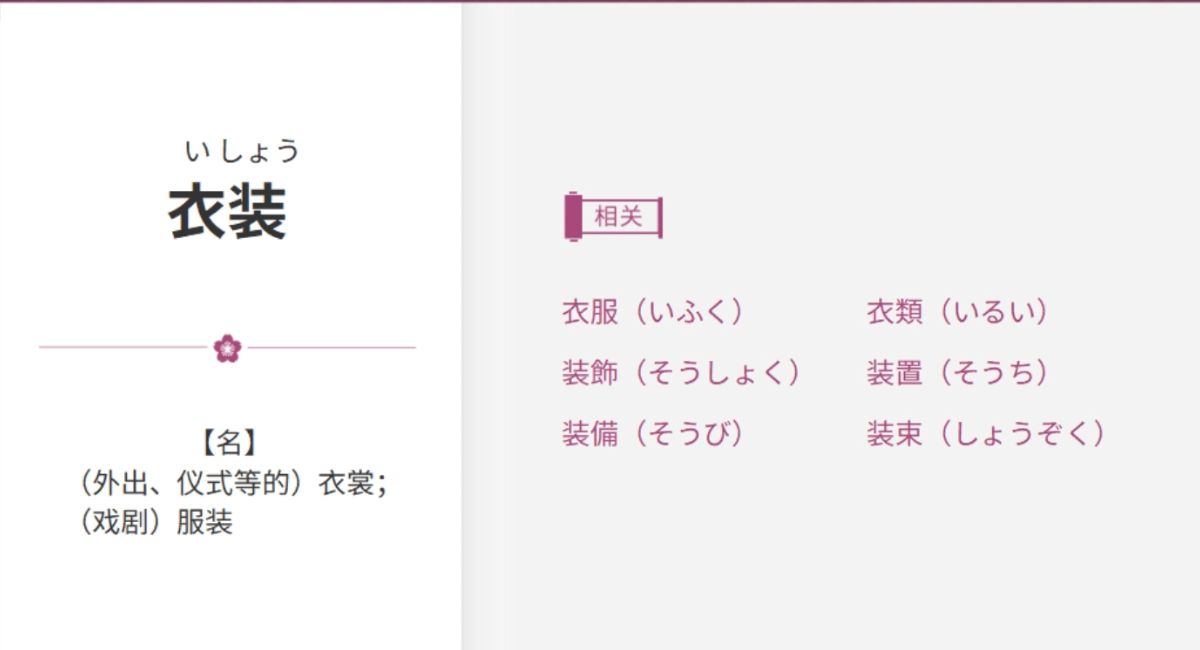 いしょう
衣装
【名】
（外出、仪式等的）衣裳；
（戏剧）服装
相关
衣服（いふく） 衣類（いるい）
装飾（そうしょく） 装置（そうち）
装備（そうび） 装束（しょうぞく）